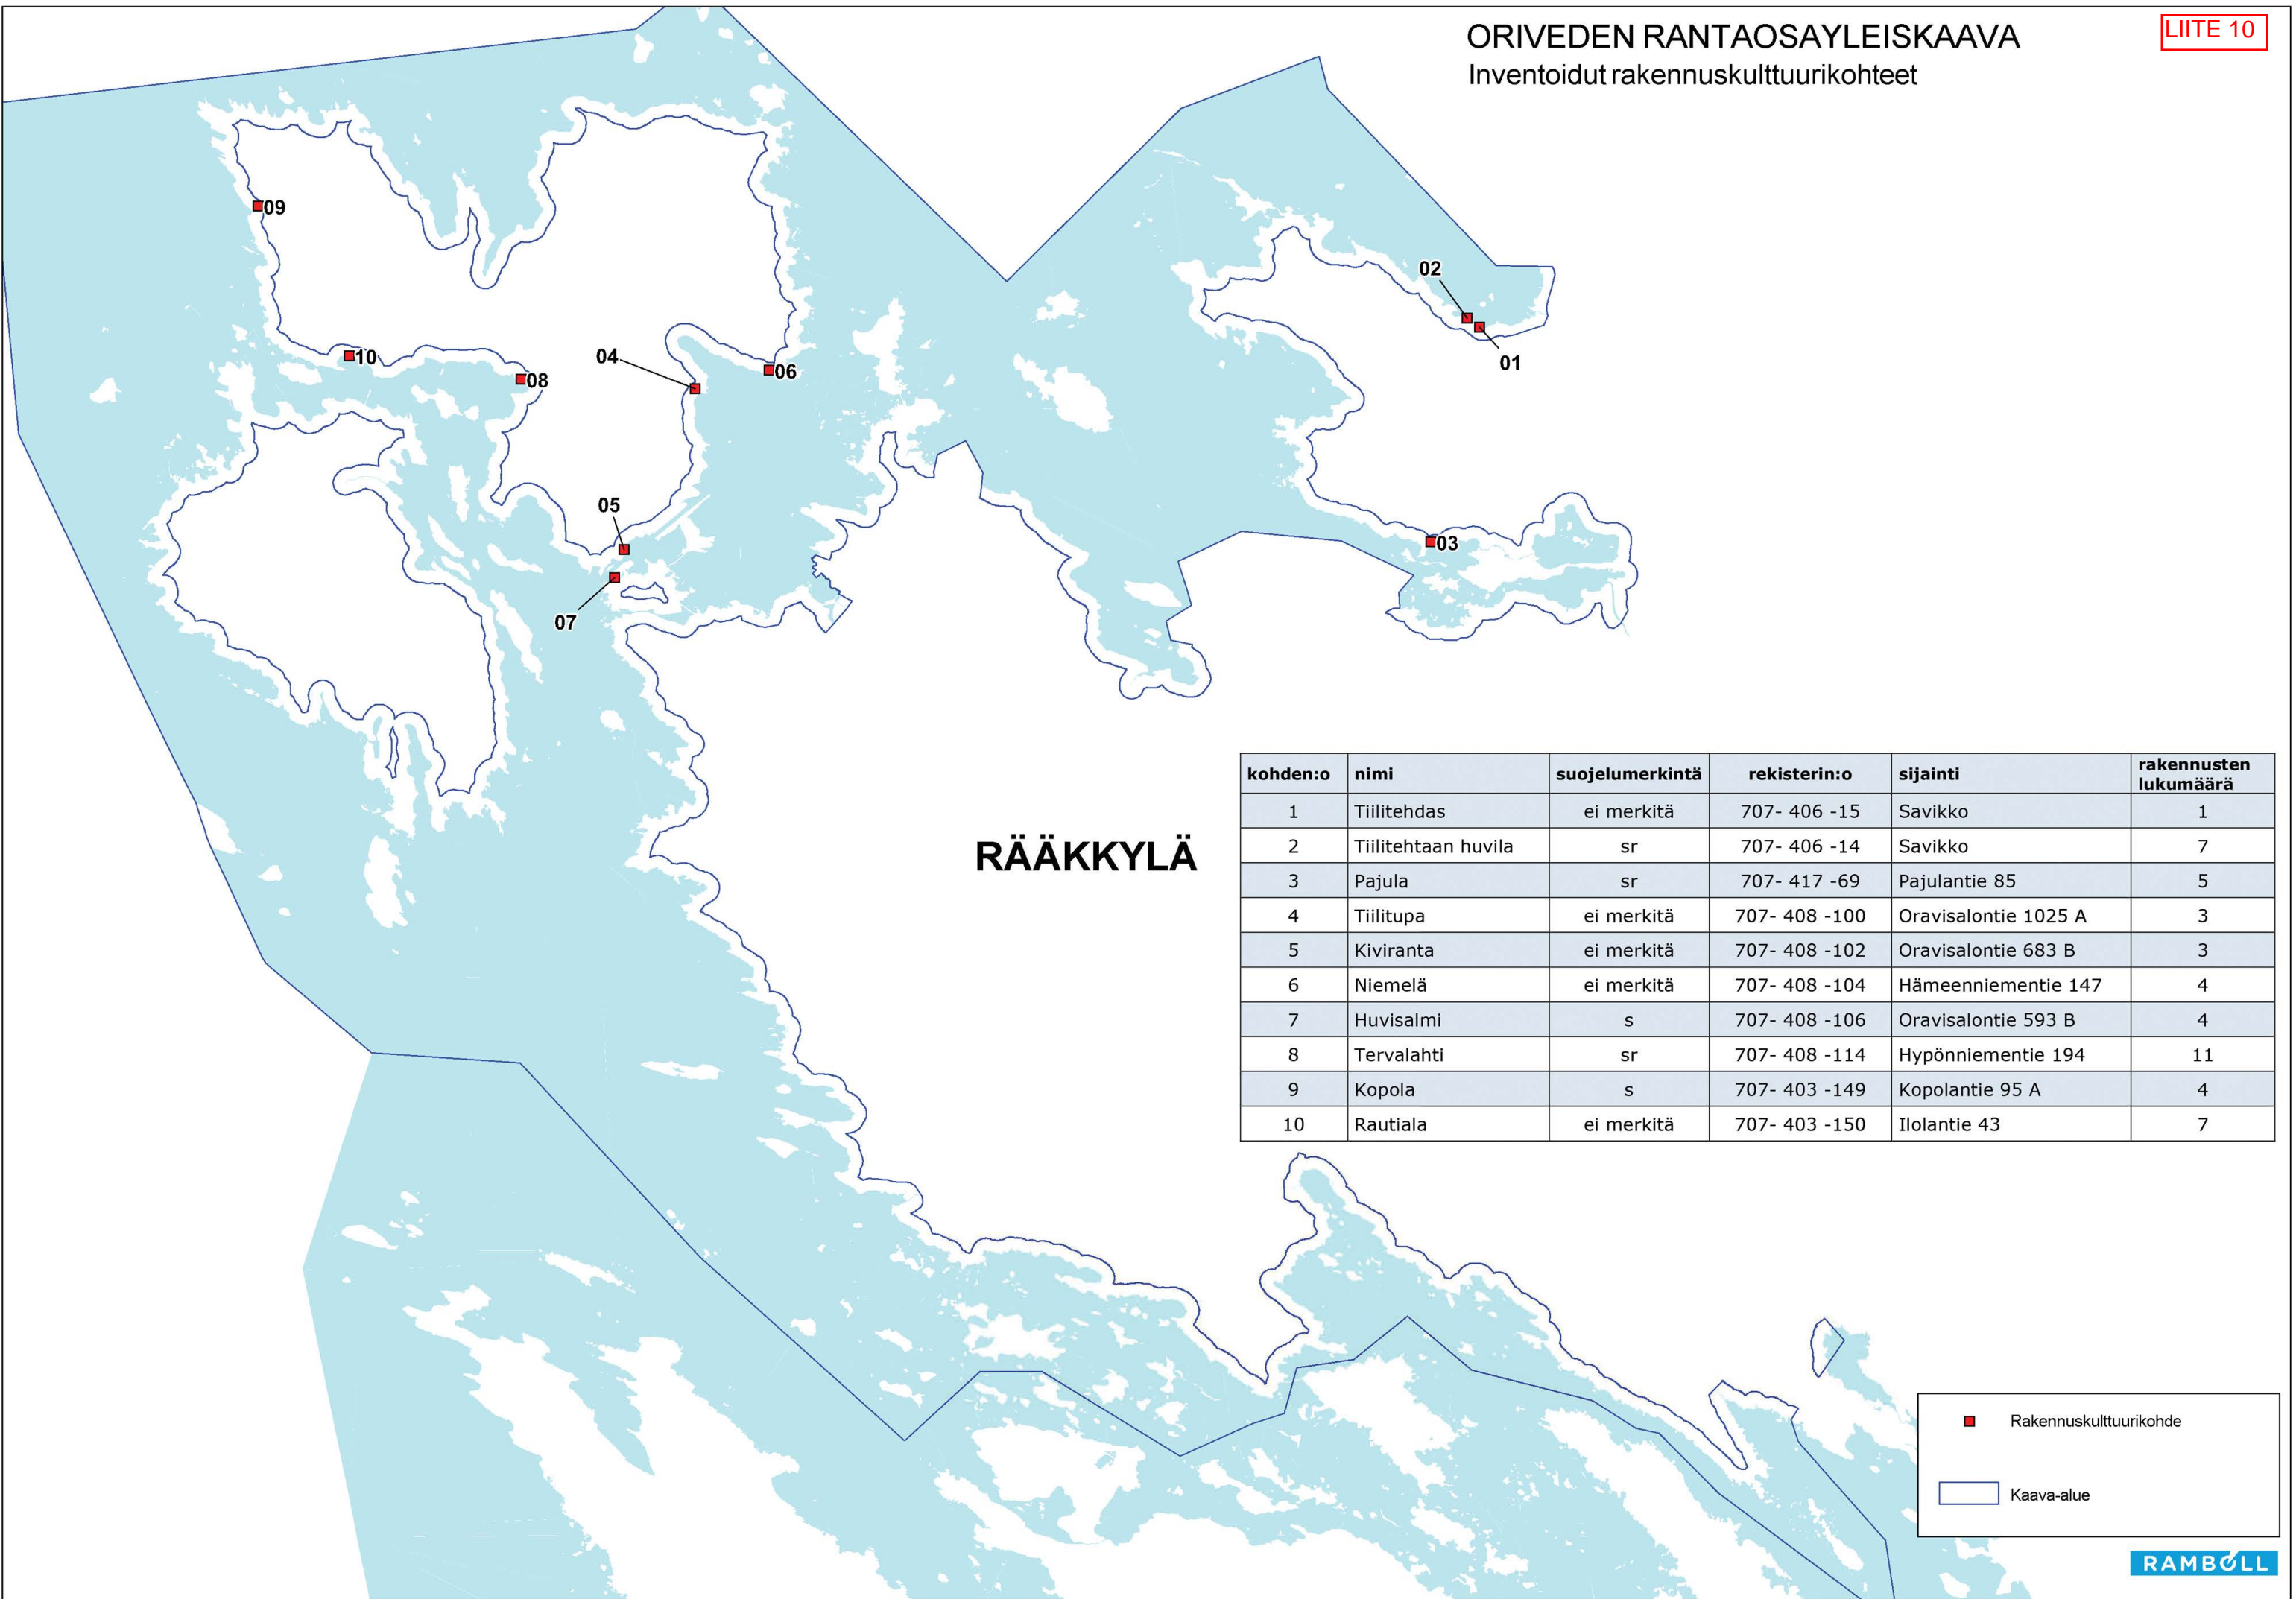 ORIVEDEN RANTAOSAYLEISKAAVA
LIITE 10
Inventoidut rakennuskulttuurikohteet
09
02
01
10
08
04
06
05
03
07
RÄÄKKYLÄ
kohden:o nimi suojelumerkintä rekisterin:o sijainti rakennusten lukumäärä
1 Tiilitehdas ei merkitä 707- 406 -15 Savikko 1
2 Tiilitehtaan huvila sr 707- 406 -14 Savikko 7
3 Pajula sr 707- 417 -69 Pajulantie 85 5
4 Tiilitupa ei merkitä 707- 408 -100 Oravisalontie 1025 A 3
5 Kiviranta ei merkitä 707- 408 -102 Oravisalontie 683 B 3
6 Niemelä ei merkitä 707- 408 -104 Hämeenniementie 147 4
7 Huvisalmi s 707- 408 -106 Oravisalontie 593 B 4
8 Tervalahti sr 707- 408 -114 Hypönniementie 194 11
9 Kopola s 707- 403 -149 Kopolantie 95 A 4
10 Rautiala ei merkitä 707- 403 -150 Ilolantie 43 7
Rakennuskulttuurikohde
Kaava-alue
RAMBOLL